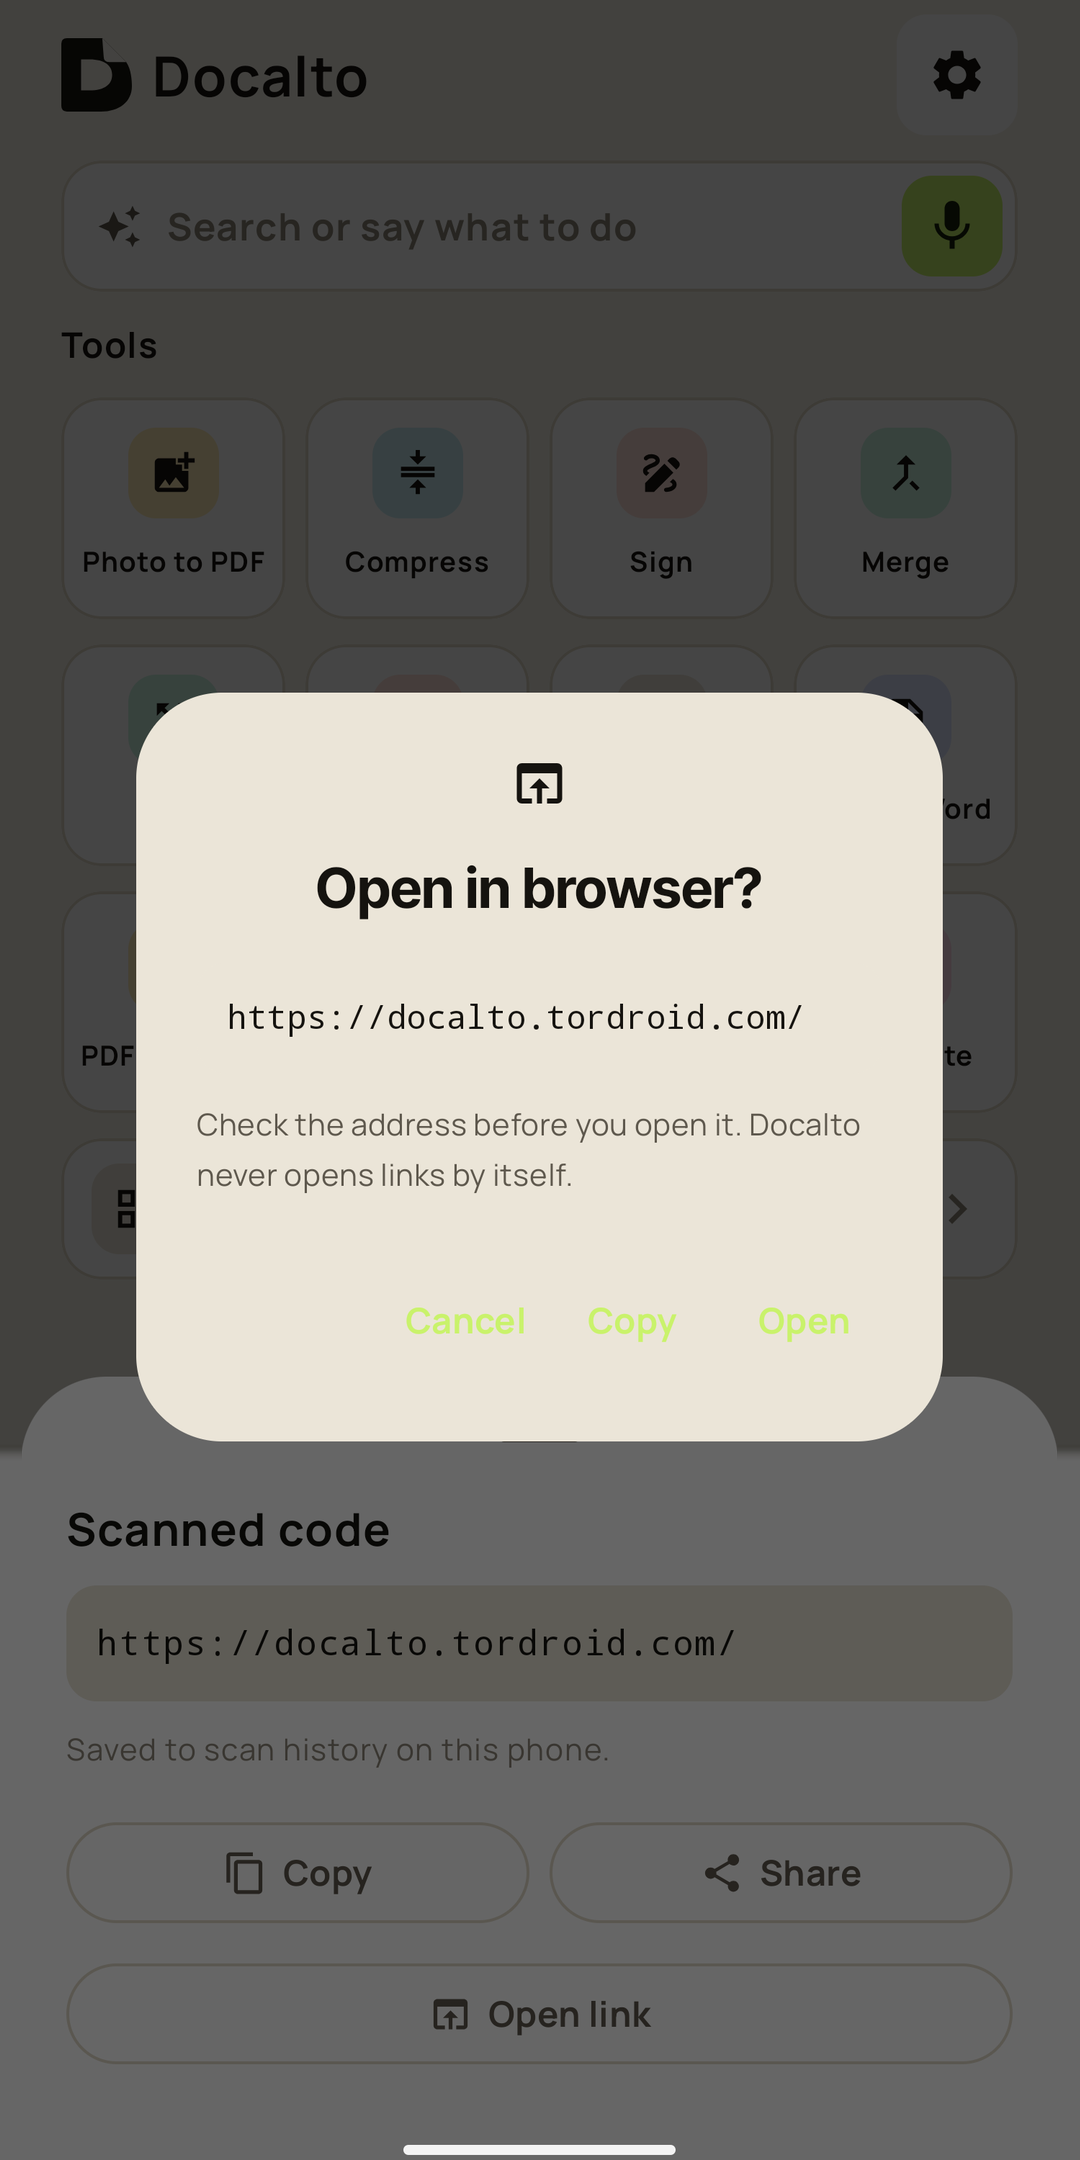 Docalto
Search or say what to do
Tools
Photo to PDF
Compress
Sign
Merge
Open in browser?
https://docalto.tordroid.com/
Check the address before you open it. Docalto
never opens links by itself.
Cancel
Copy
Open
PDF
Scanned code
https://docalto.tordroid.com/
Saved to scan history on this phone.
Copy
Share
Open link